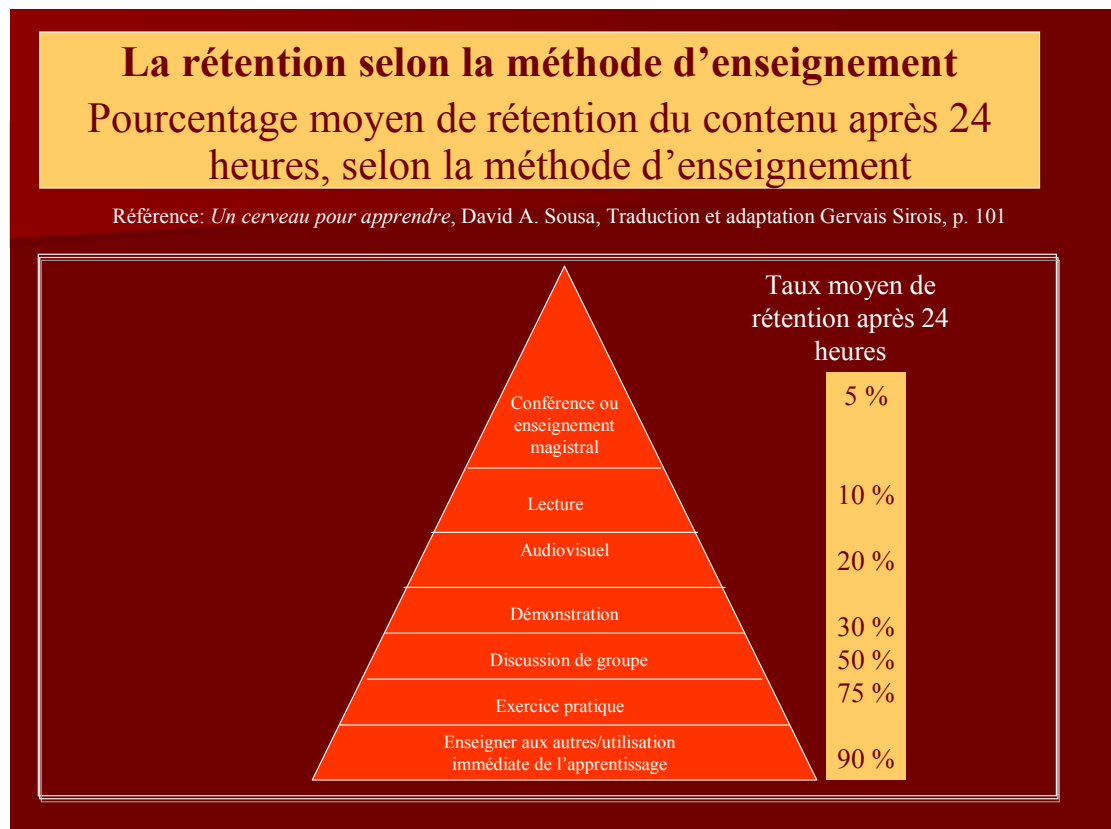 La rétention selon la méthode d’enseignement
Pourcentage moyen de rétention du contenu après 24
heures, selon la méthode d’enseignement
Référence: Un cerveau pour apprendre, David A. Sousa, Traduction et adaptation Gervais Sirois, p. 101
Taux moyen de
rétention après 24
heures
Conférence ou
enseignement
magistral
5 %
Lecture
10 %
Audiovisuel
20 %
Démonstration
30 %
Discussion de groupe
50 %
Exercice pratique
75 %
Enseigner aux autres/utilisation
immédiate de l’apprentissage
90 %